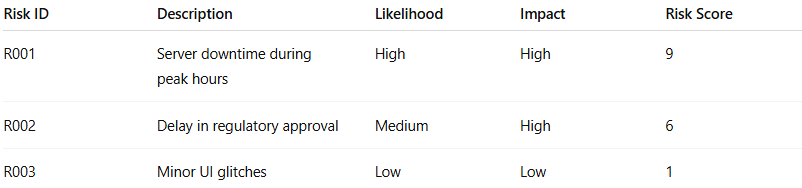 Risk ID Description Likelihood Impact Risk Score
R001 Server downtime during High High 9
peak hours
R002 Delay in regulatory approval Medium High 6
R003 Minor UI glitches Low Low 1